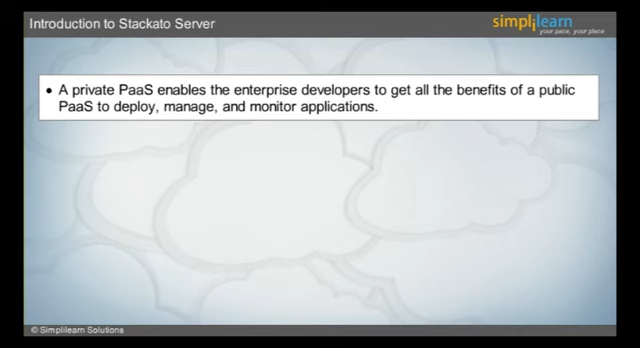 Introduction to Stackato Server
simplilearn
your pace, your place
• A private PaaS enables the enterprise developers to get all the benefits of a public
PaaS to deploy, manage, and monitor applications.
© Simplilearn Solutions